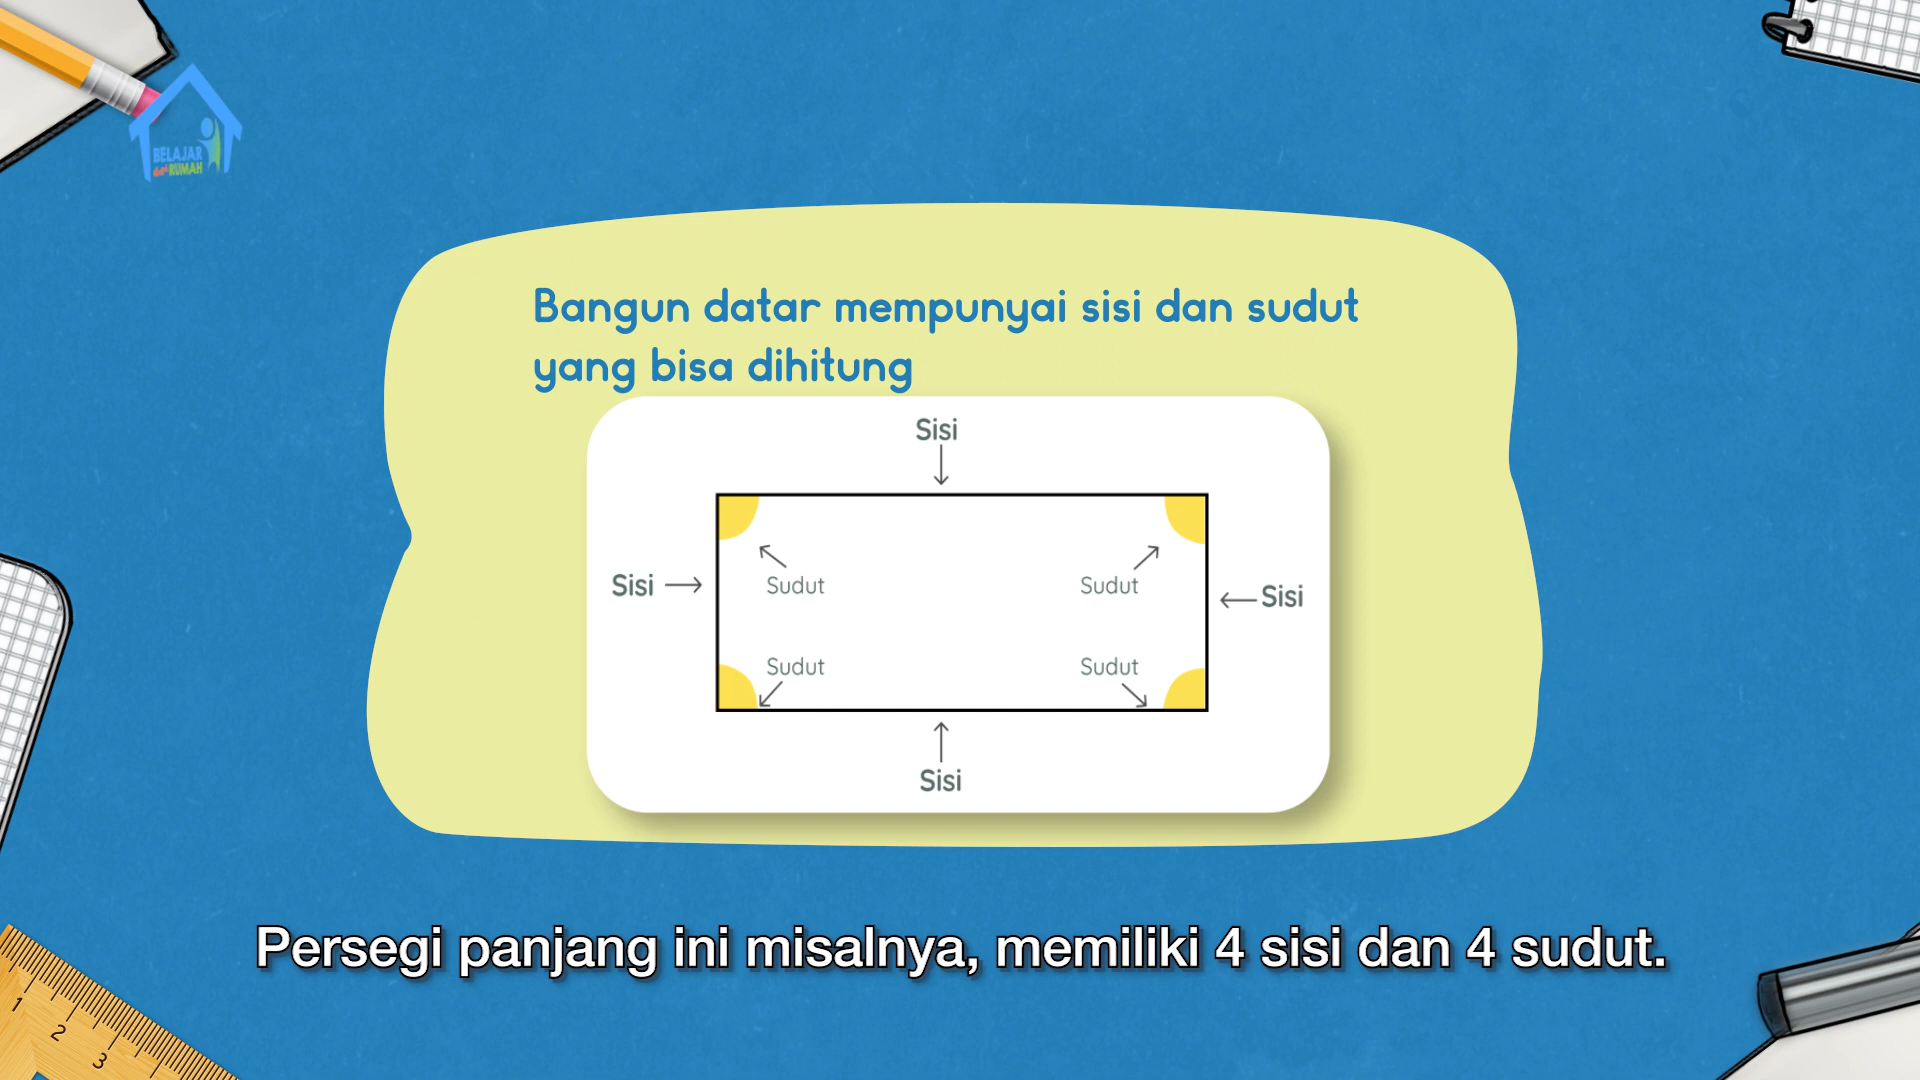 BELAJAR
dari RUMAH
Bangun datar mempunyai sisi dan sudut
yang bisa dihitung
Sisi
Sisi
Sudut
Sudut
Sisi
Sudut
Sudut
Sisi
Persegi panjang ini misalnya, memiliki 4 sisi dan 4 sudut.
1
2
3